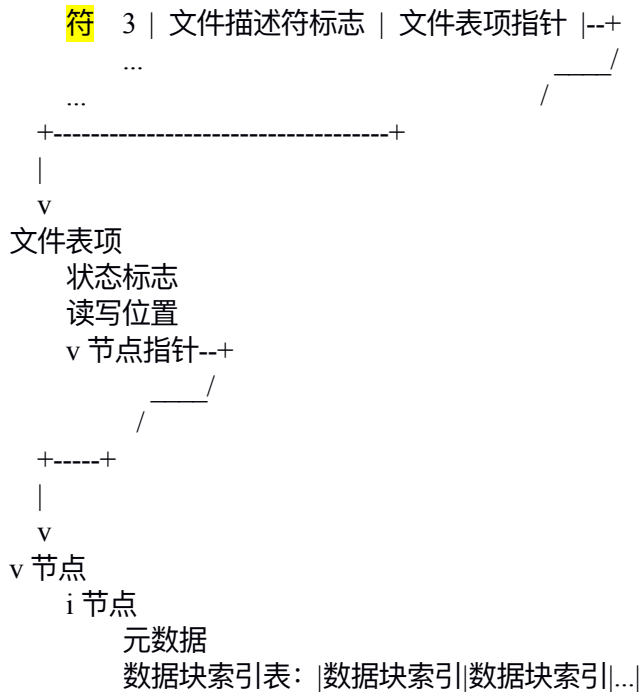 符 3 | 文件描述符标志 | 文件表项指针 |--+
... ____/
... /
+------------------------------------+
|
v
文件表项
状态标志
读写位置
v 节点指针--+
____/
/
+-----+
|
v
v 节点
i 节点
元数据
数据块索引表：|数据块索引|数据块索引|...|